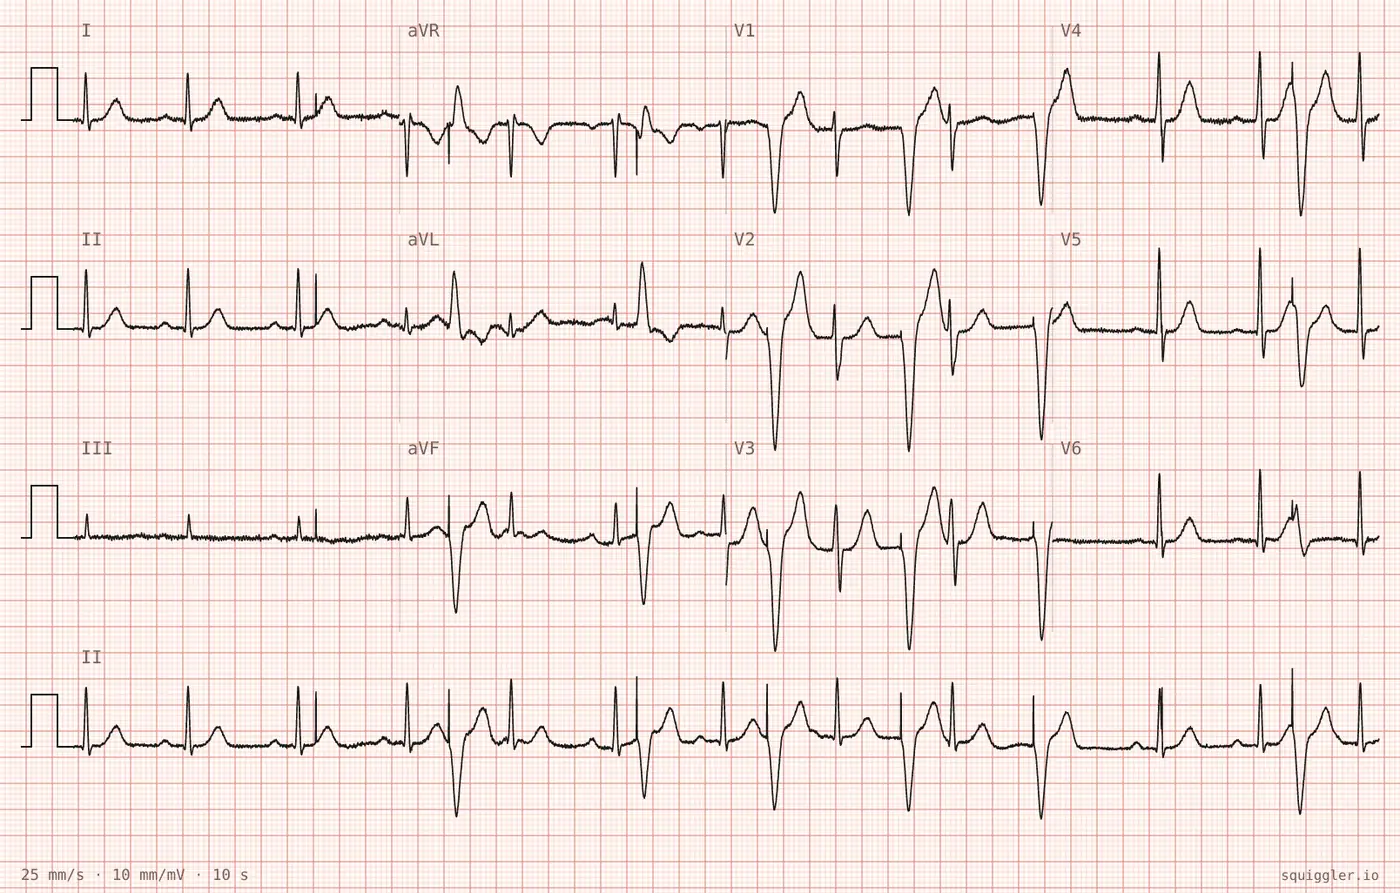 I aVR V1 V4
II aVL V2 V5
III aVF V3 V6
II
25 mm/s · 10 mm/mV · 10 s squiggler.io